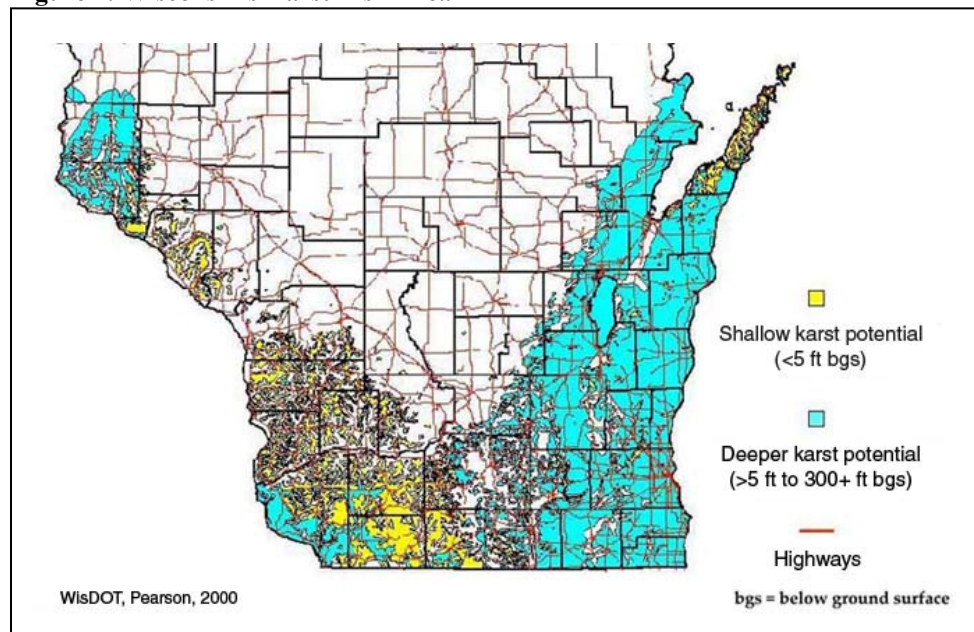 Shallow karst potential
(<5 ft bgs)
Deeper karst potential
(>5 ft to 300+ ft bgs)
Highways
WisDOT, Pearson, 2000
bgs = below ground surface